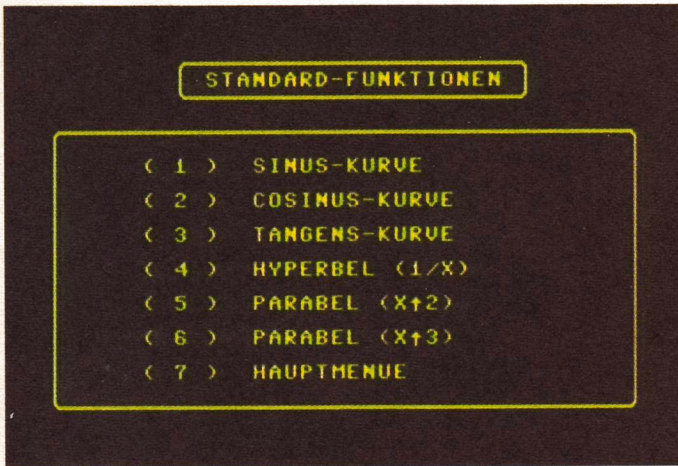 STANDARD-FUNKTIONEN
( 1 ) SINUS-KURVE
( 2 ) COSINUS-KURVE
( 3 ) TANGENS-KURVE
( 4 ) HYPERBEL (1/X)
( 5 ) PARABEL (X↑2)
( 6 ) PARABEL (X↑3)
( 7 ) HAUPTMENUE